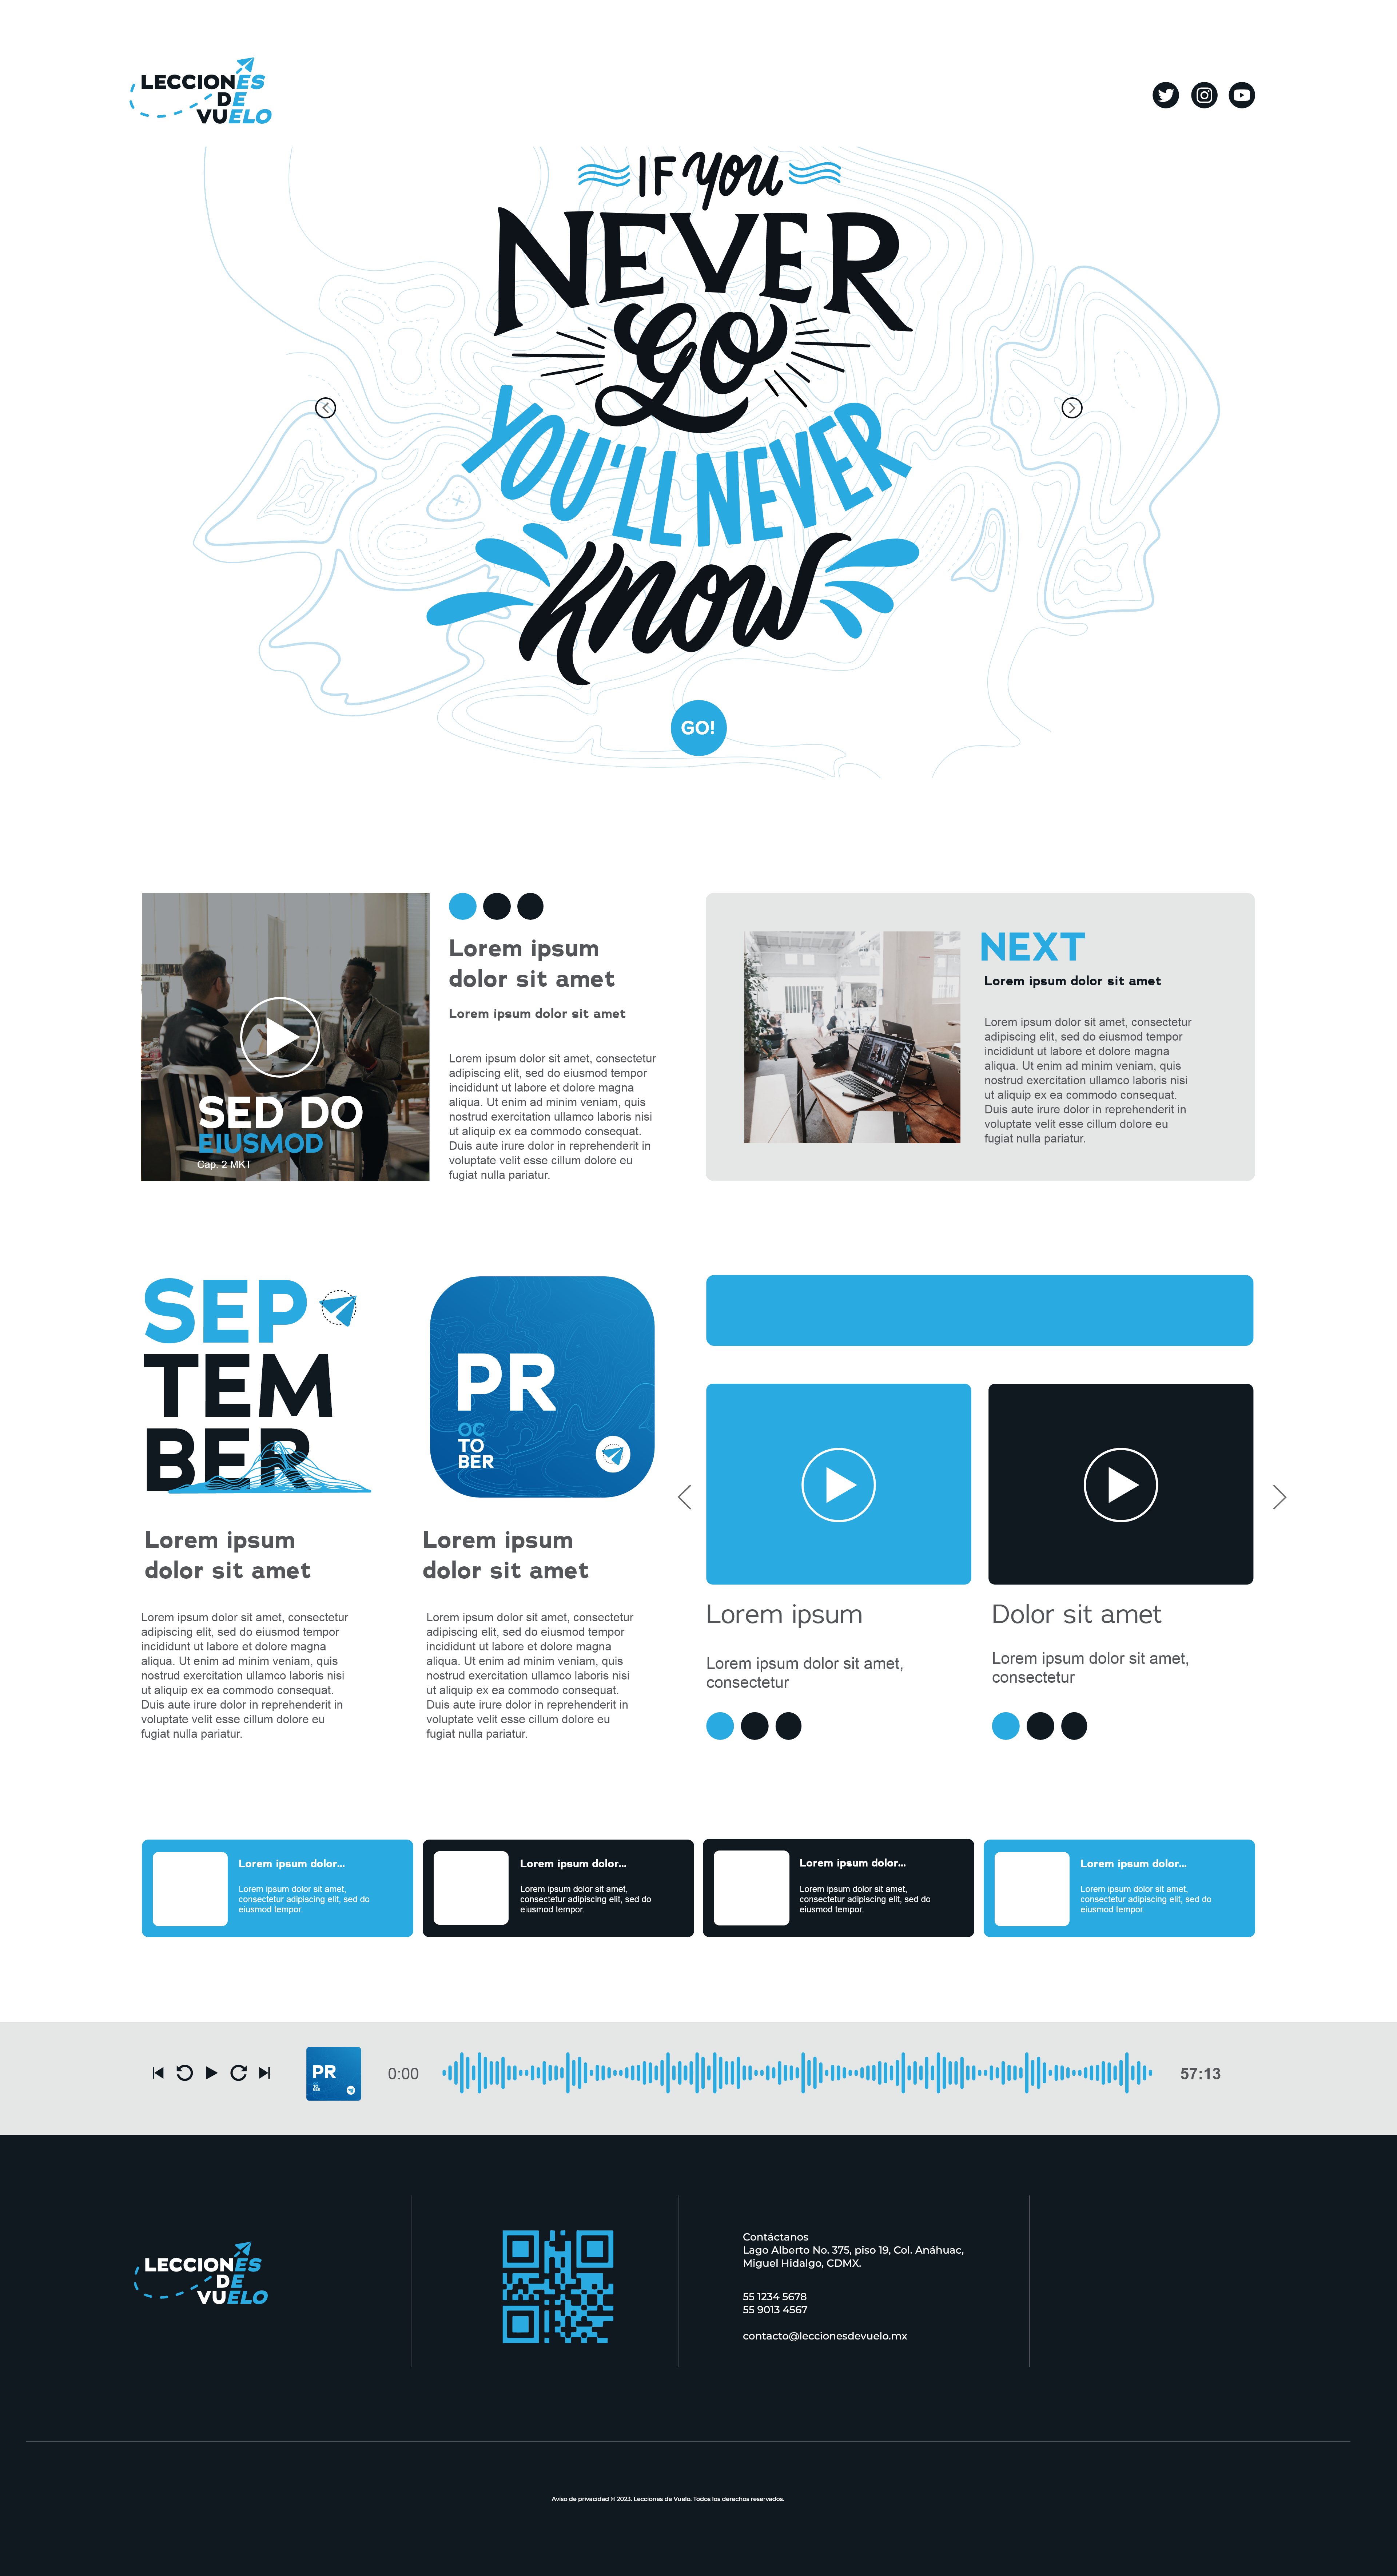 LECCIONES
DE
VUELO
IF you
NEVER
GO
YOU'LL NEVER
KNOW
GO!
SED DO
EIUSMOD
Cap. 2 MKT
Lorem ipsum
dolor sit amet
Lorem ipsum dolor sit amet
Lorem ipsum dolor sit amet, consectetur
adipiscing elit, sed do eiusmod tempor
incididunt ut labore et dolore magna
aliqua. Ut enim ad minim veniam, quis
nostrud exercitation ullamco laboris nisi
ut aliquip ex ea commodo consequat.
Duis aute irure dolor in reprehenderit in
voluptate velit esse cillum dolore eu
fugiat nulla pariatur.
NEXT
Lorem ipsum dolor sit amet
Lorem ipsum dolor sit amet, consectetur
adipiscing elit, sed do eiusmod tempor
incididunt ut labore et dolore magna
aliqua. Ut enim ad minim veniam, quis
nostrud exercitation ullamco laboris nisi
ut aliquip ex ea commodo consequat.
Duis aute irure dolor in reprehenderit in
voluptate velit esse cillum dolore eu
fugiat nulla pariatur.
SEP
TEM
BER
Lorem ipsum
dolor sit amet
Lorem ipsum dolor sit amet, consectetur
adipiscing elit, sed do eiusmod tempor
incididunt ut labore et dolore magna
aliqua. Ut enim ad minim veniam, quis
nostrud exercitation ullamco laboris nisi
ut aliquip ex ea commodo consequat.
Duis aute irure dolor in reprehenderit in
voluptate velit esse cillum dolore eu
fugiat nulla pariatur.
PR
OC
TO
BER
Lorem ipsum
dolor sit amet
Lorem ipsum dolor sit amet, consectetur
adipiscing elit, sed do eiusmod tempor
incididunt ut labore et dolore magna
aliqua. Ut enim ad minim veniam, quis
nostrud exercitation ullamco laboris nisi
ut aliquip ex ea commodo consequat.
Duis aute irure dolor in reprehenderit in
voluptate velit esse cillum dolore eu
fugiat nulla pariatur.
Lorem ipsum
Lorem ipsum dolor sit amet,
consectetur
Dolor sit amet
Lorem ipsum dolor sit amet,
consectetur
Lorem ipsum dolor...
Lorem ipsum dolor sit amet,
consectetur adipiscing elit, sed do
eiusmod tempor.
Lorem ipsum dolor...
Lorem ipsum dolor sit amet,
consectetur adipiscing elit, sed do
eiusmod tempor.
Lorem ipsum dolor...
Lorem ipsum dolor sit amet,
consectetur adipiscing elit, sed do
eiusmod tempor.
Lorem ipsum dolor...
Lorem ipsum dolor sit amet,
consectetur adipiscing elit, sed do
eiusmod tempor.
PR
OC
TO
BER
0:00
57:13
LECCIONES
DE
VUELO
Contáctanos
Lago Alberto No. 375, piso 19, Col. Anáhuac,
Miguel Hidalgo, CDMX.
55 1234 5678
55 9013 4567
contacto@leccionesdevuelo.mx
Aviso de privacidad © 2023. Lecciones de Vuelo. Todos los derechos reservados.